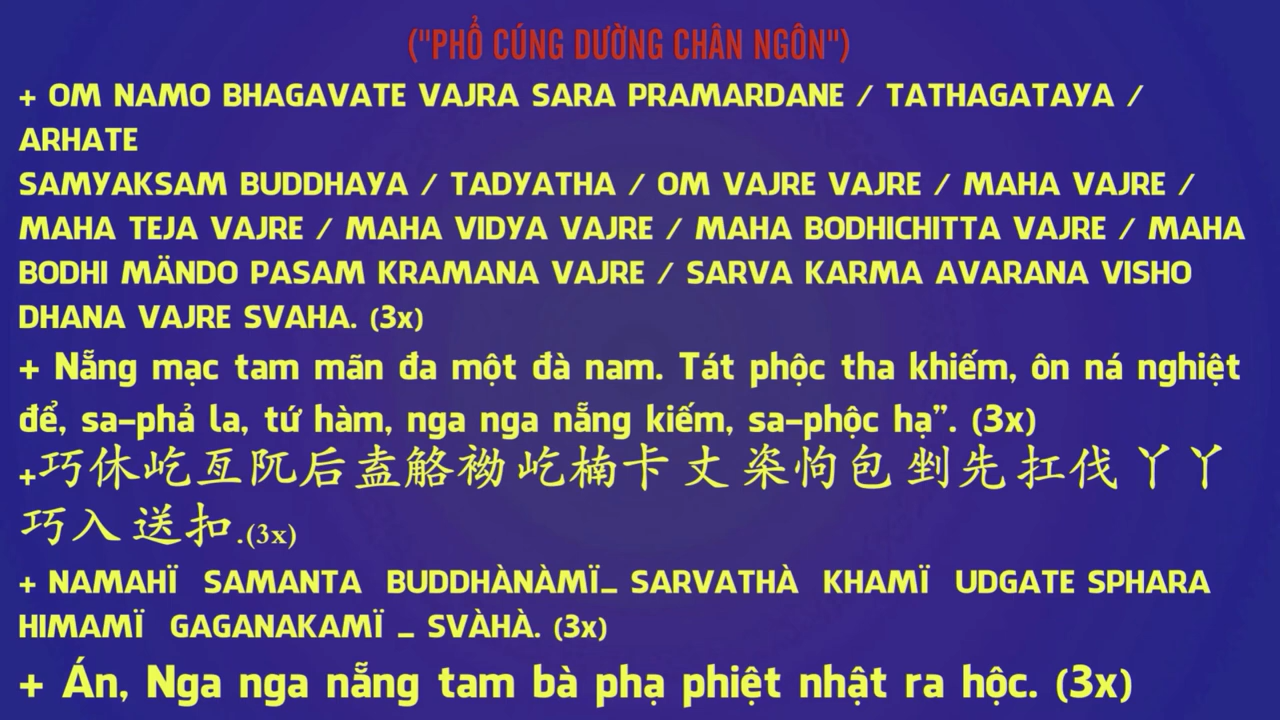 ("PHỔ CÚNG DƯỜNG CHÂN NGÔN")
+ OM NAMO BHAGAVATE VAJRA SARA PRAMARDANE / TATHAGATAYA /
ARHATE
SAMYAKSAM BUDDHAYA / TADYATHA / OM VAJRE VAJRE / MAHA VAJRE /
MAHA TEJA VAJRE / MAHA VIDYA VAJRE / MAHA BODHICHITTA VAJRE / MAHA
BODHI MÄNDO PASAM KRAMANA VAJRE / SARVA KARMA AVARANA VISHO
DHANA VAJRE SVAHA. (3x)
+ Nẵng mạc tam mãn đa một đà nam. Tát phộc tha khiếm, ôn ná nghiệt
để, sa-phả la, tứ hàm, nga nga nẵng kiếm, sa-phộc hạ”. (3x)
+巧休屹亙阢后盍觡袎屹楠卡丈梁怐包剉先扛伐丫丫
巧入送扣.(3x)
+ NAMAHÏ SAMANTA BUDDHÀNÀMÏ_ SARVATHÀ KHAMÏ UDGATE SPHARA
HIMAMÏ GAGANAKAMÏ _ SVÀHÀ. (3x)
+ Án, Nga nga nẵng tam bà phạ phiệt nhật ra hộc. (3x)